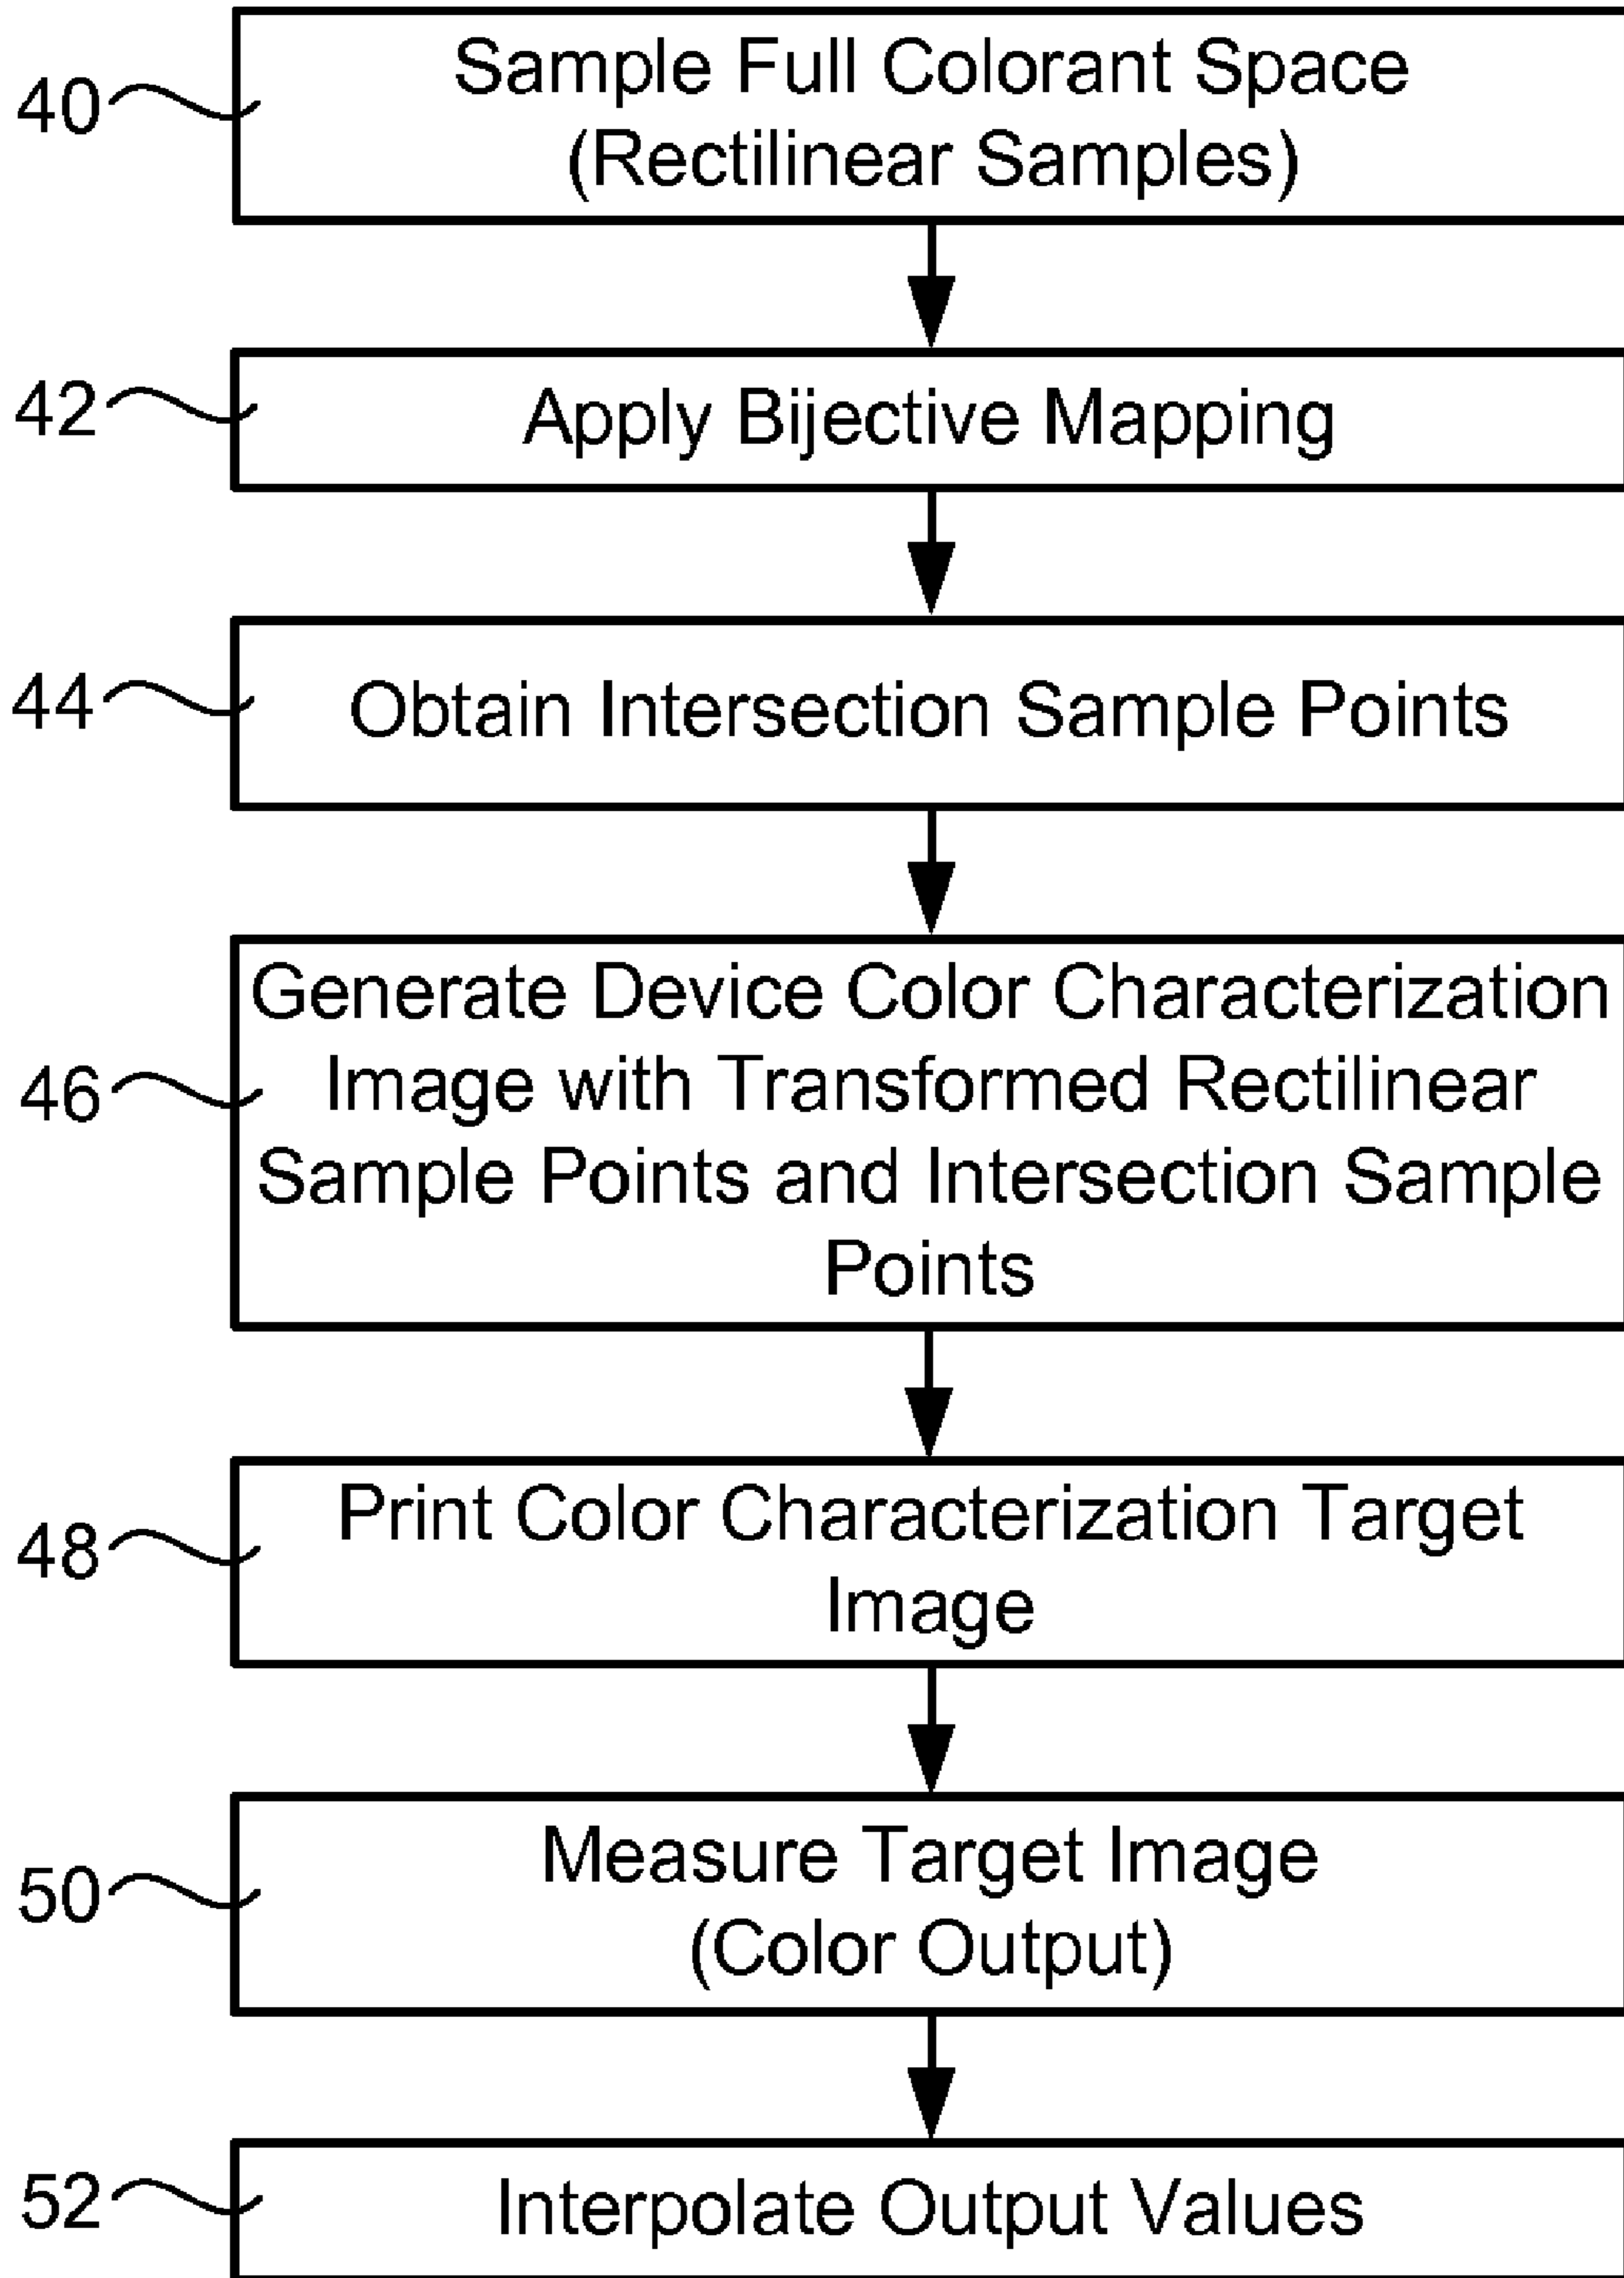 40
Sample Full Colorant Space
(Rectilinear Samples)
42
Apply Bijective Mapping
44
Obtain Intersection Sample Points
46
Generate Device Color Characterization
Image with Transformed Rectilinear
Sample Points and Intersection Sample
Points
48
Print Color Characterization Target
Image
50
Measure Target Image
(Color Output)
52
Interpolate Output Values